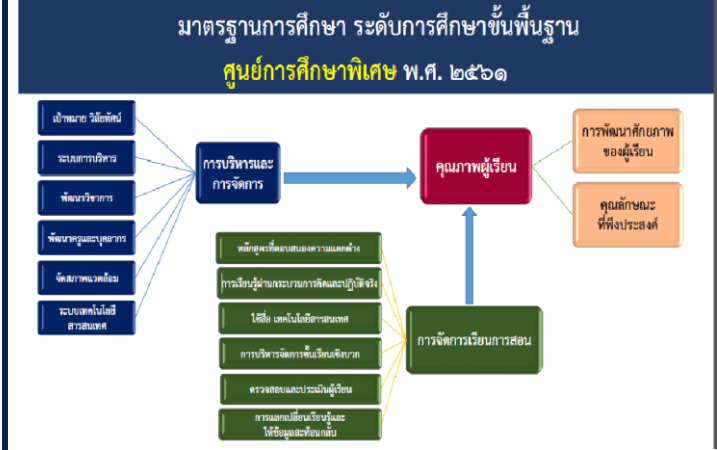 มาตรฐานการศึกษา ระดับการศึกษาขั้นพื้นฐาน
ศูนย์การศึกษาพิเศษ พ.ศ. ๒๕๖๑
เป้าหมาย วิสัยทัศน์
ระบบการบริหาร
พัฒนาวิชาการ
พัฒนาครูและบุคลากร
จัดสภาพแวดล้อม
ระบบเทคโนโลยี
สารสนเทศ
การบริหารและ
การจัดการ
คุณภาพผู้เรียน
การพัฒนาศักยภาพ
ของผู้เรียน
คุณลักษณะ
ที่พึงประสงค์
หลักสูตรที่ตอบสนองความแตกต่าง
การเรียนรู้ผ่านกระบวนการคิดและปฏิบัติจริง
ใช้สื่อ เทคโนโลยีสารสนเทศ
การบริหารจัดการชั้นเรียนเชิงบวก
ตรวจสอบและประเมินผู้เรียน
การแลกเปลี่ยนเรียนรู้และ
ให้ข้อมูลสะท้อนกลับ
การจัดการเรียนการสอน